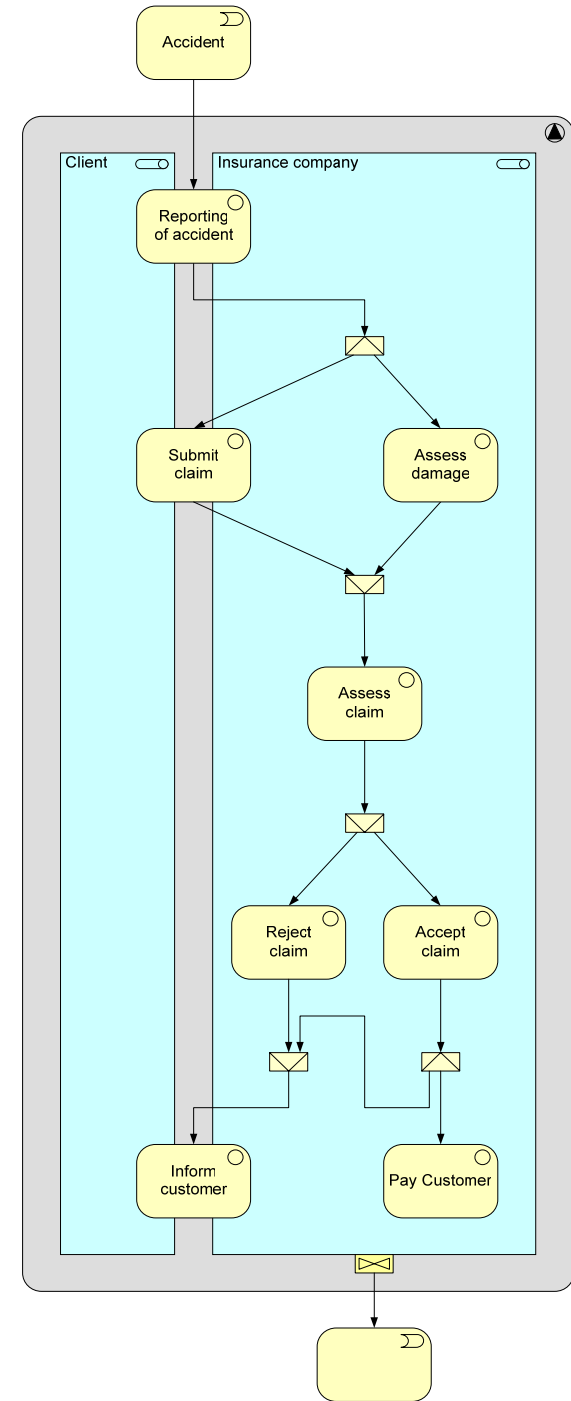 Accident
Client
Insurance company
Reporting
of accident
Submit
claim
Assess
damage
Assess
claim
Reject
claim
Accept
claim
Inform
customer
Pay Customer